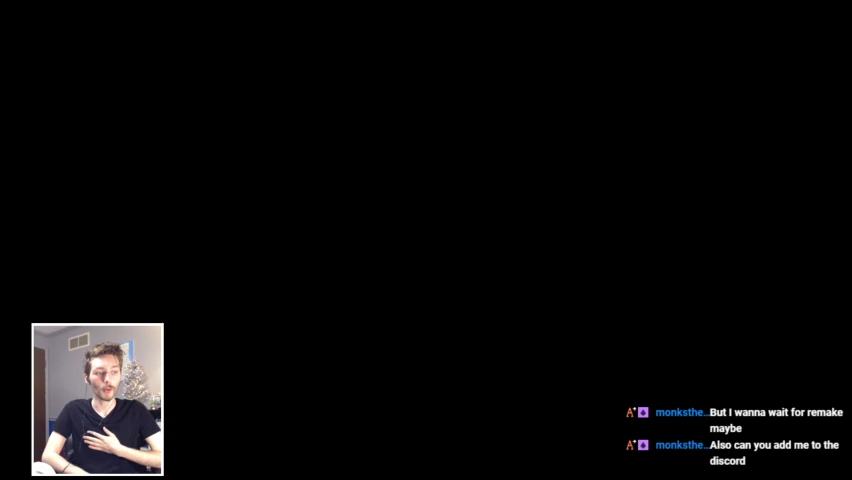 monksthe... But I wanna wait for remake
maybe
monksthe... Also can you add me to the
discord